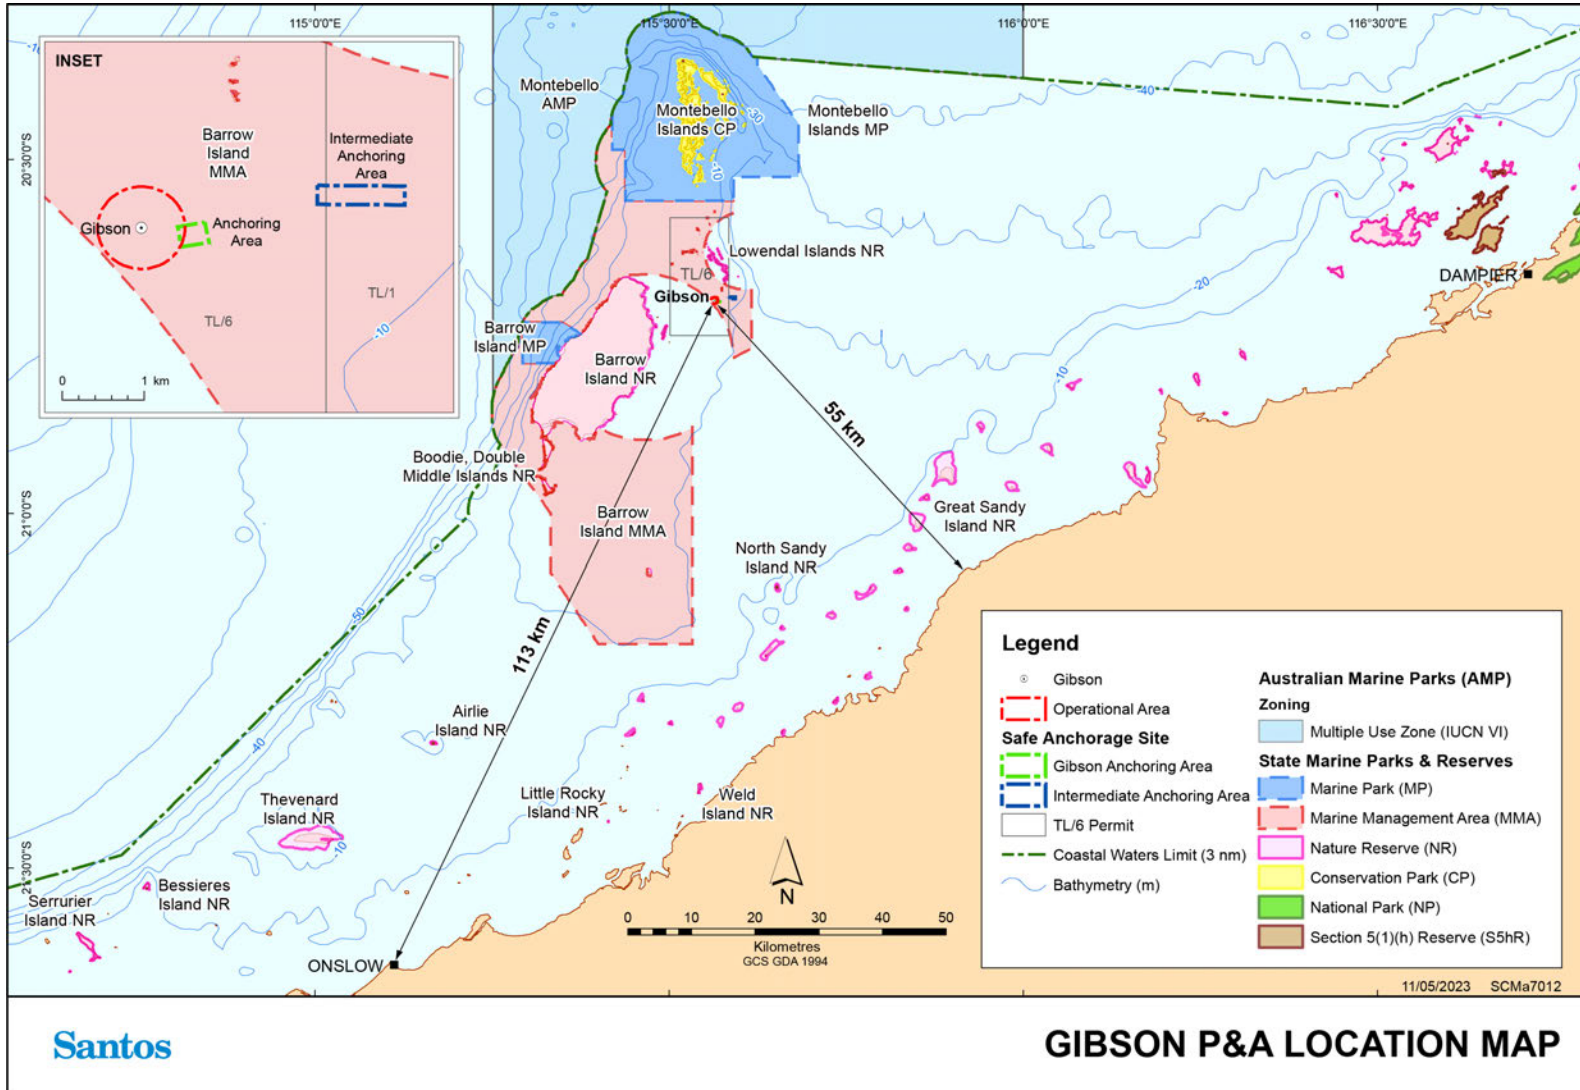 115°0'0"E
115°30'0"E
116°0'0"E
116°30'0"E
20°30'0"S
21°0'0"S
21°30'0"S
INSET
Barrow
Island
MMA
Intermediate
Anchoring
Area
Gibson
Anchoring
Area
TL/1
TL/6
-10
0 1 km
Montebello
AMP
Montebello
Islands CP
Montebello
Islands MP
-30
-10
-40
-20
-10
Lowendal Islands NR
TL/6
Gibson
Barrow
Island MP
Barrow
Island NR
DAMPIER
55 km
Boodie, Double
Middle Islands NR
Barrow
Island MMA
Great Sandy
Island NR
North Sandy
Island NR
113 km
-50
-40
-10
Airlie
Island NR
Thevenard
Island NR
Little Rocky
Island NR
Weld
Island NR
Bessieres
Island NR
Serrurier
Island NR
ONSLOW
N
0 10 20 30 40 50
Kilometres
GCS GDA 1994
Legend
Gibson
Operational Area
Safe Anchorage Site
Gibson Anchoring Area
Intermediate Anchoring Area
TL/6 Permit
Coastal Waters Limit (3 nm)
Bathymetry (m)
Australian Marine Parks (AMP)
Zoning
Multiple Use Zone (IUCN VI)
State Marine Parks & Reserves
Marine Park (MP)
Marine Management Area (MMA)
Nature Reserve (NR)
Conservation Park (CP)
National Park (NP)
Section 5(1)(h) Reserve (S5hR)
11/05/2023 SCMa7012
Santos
GIBSON P&A LOCATION MAP